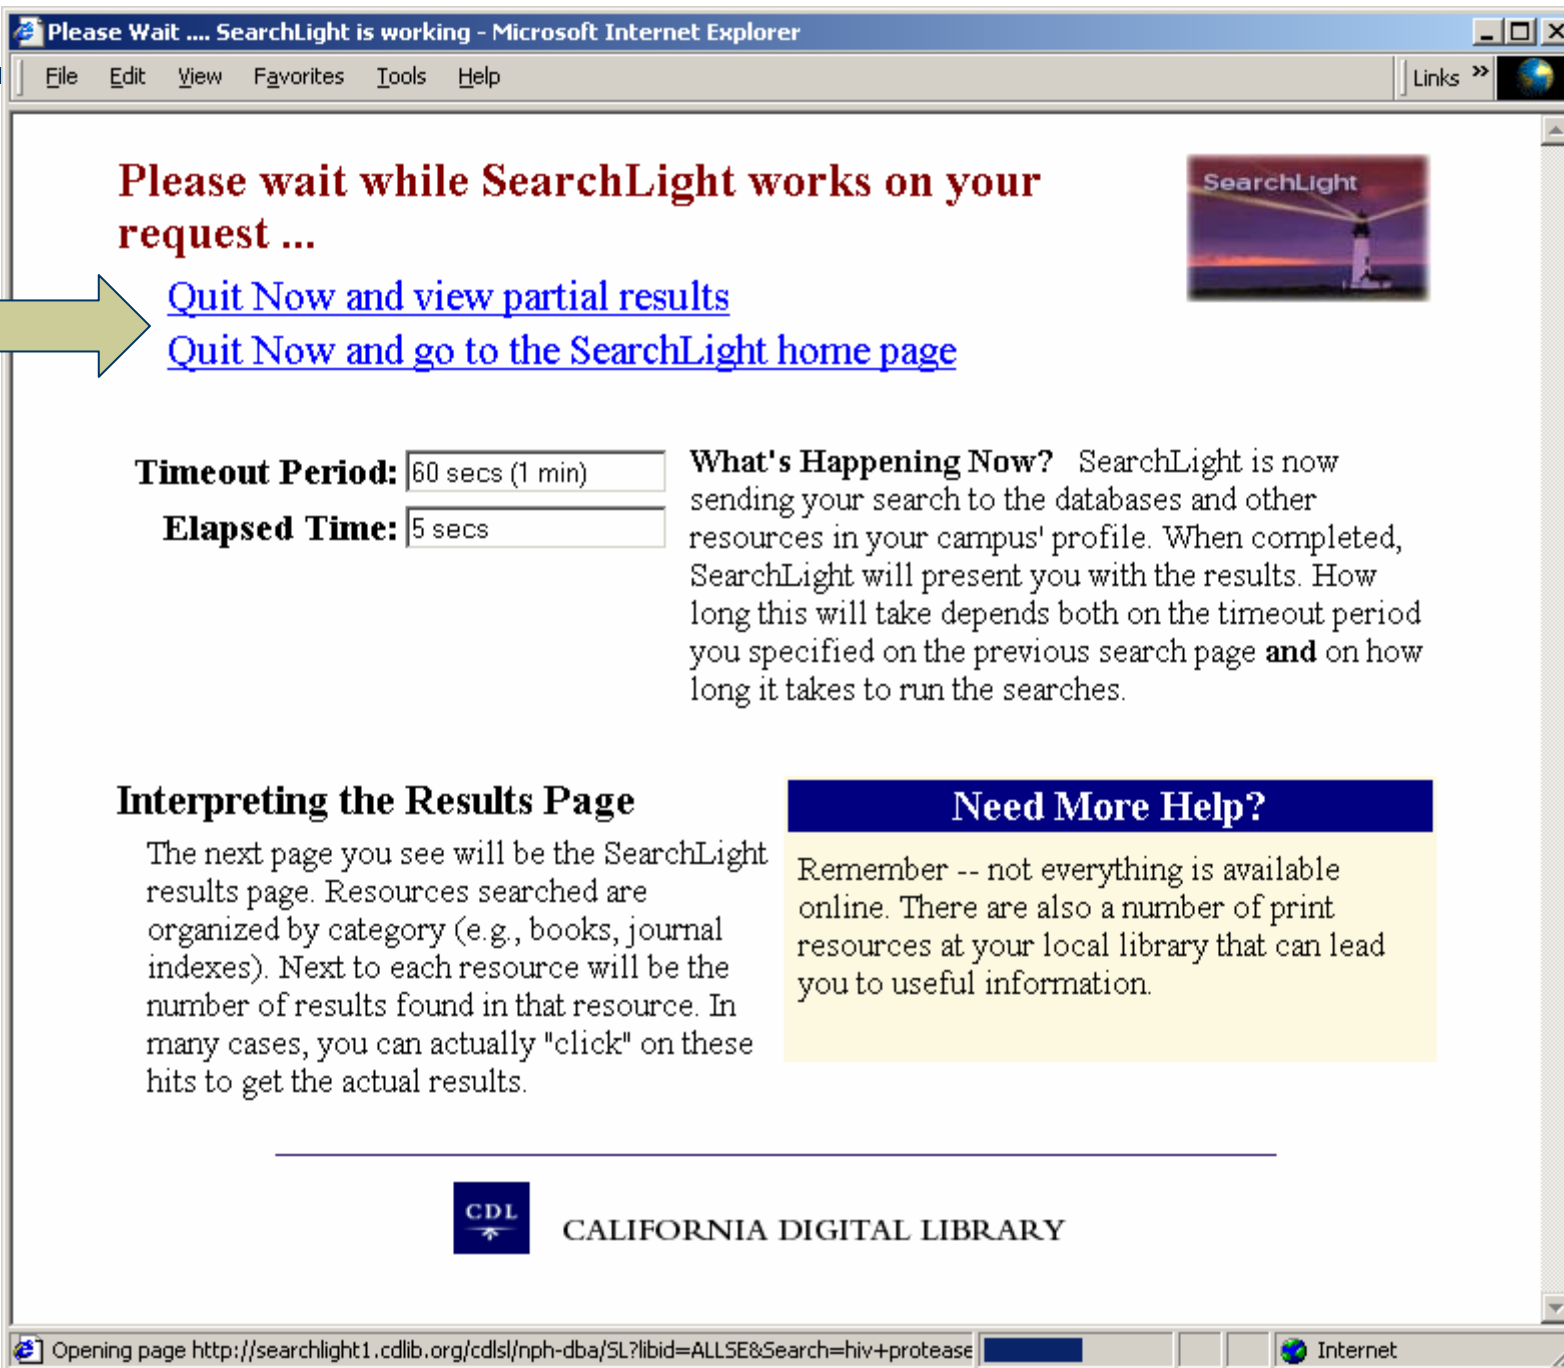 Please Wait .... SearchLight is working - Microsoft Internet Explorer
File Edit View Favorites Tools Help Links »
Please wait while SearchLight works on your
request ...
SearchLight
Quit Now and view partial results
Quit Now and go to the SearchLight home page
Timeout Period: 60 secs (1 min)
Elapsed Time: 5 secs
What's Happening Now? SearchLight is now
sending your search to the databases and other
resources in your campus' profile. When completed,
SearchLight will present you with the results. How
long this will take depends both on the timeout period
you specified on the previous search page and on how
long it takes to run the searches.
Interpreting the Results Page
The next page you see will be the SearchLight
results page. Resources searched are
organized by category (e.g., books, journal
indexes). Next to each resource will be the
number of results found in that resource. In
many cases, you can actually "click" on these
hits to get the actual results.
Need More Help?
Remember -- not everything is available
online. There are also a number of print
resources at your local library that can lead
you to useful information.
CDL
CALIFORNIA DIGITAL LIBRARY
Opening page http://searchlight1.cdlib.org/cdlsl/nph-dba/SL?libid=ALLSE&Search=hiv+protease Internet